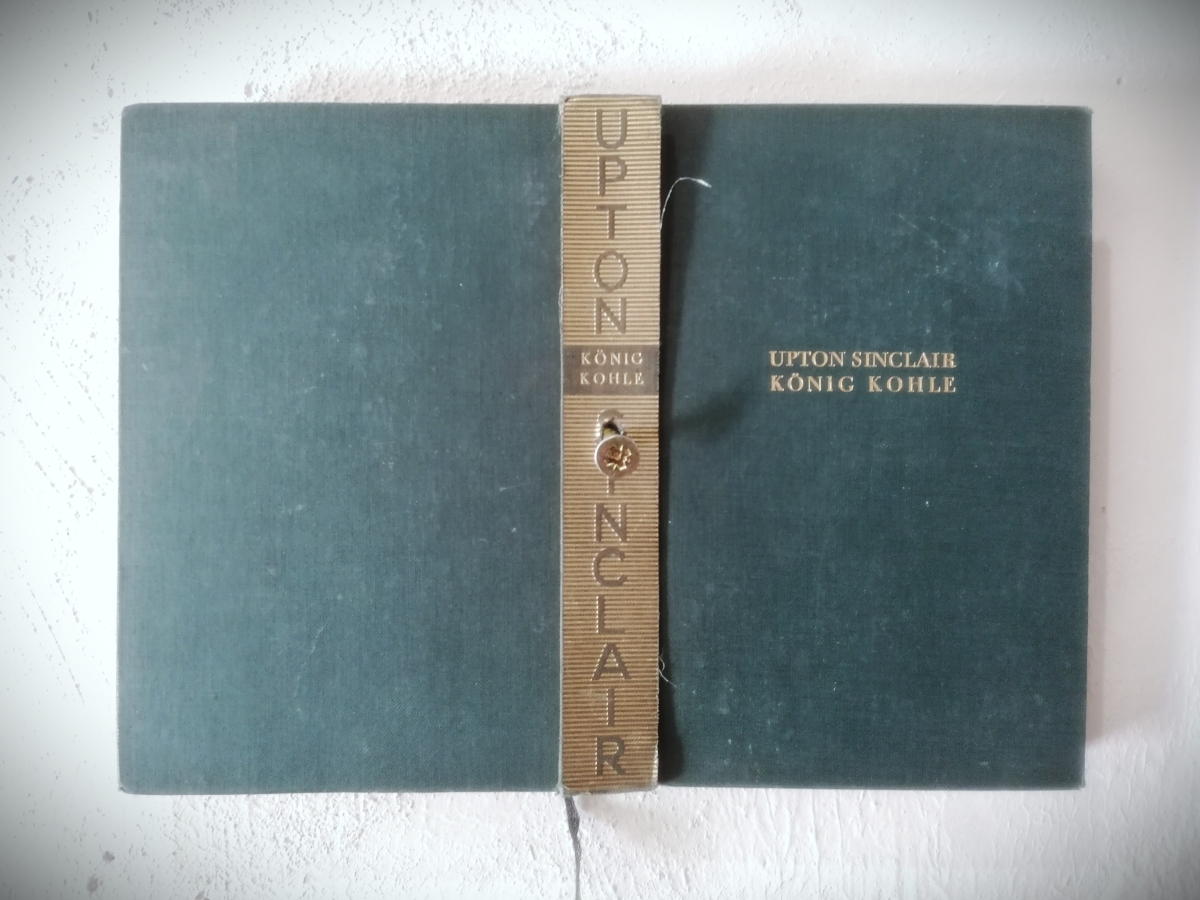 UPTON
KÖNIG
KOHLE
SINCLAIR
UPTON SINCLAIR
KÖNIG KOHLE